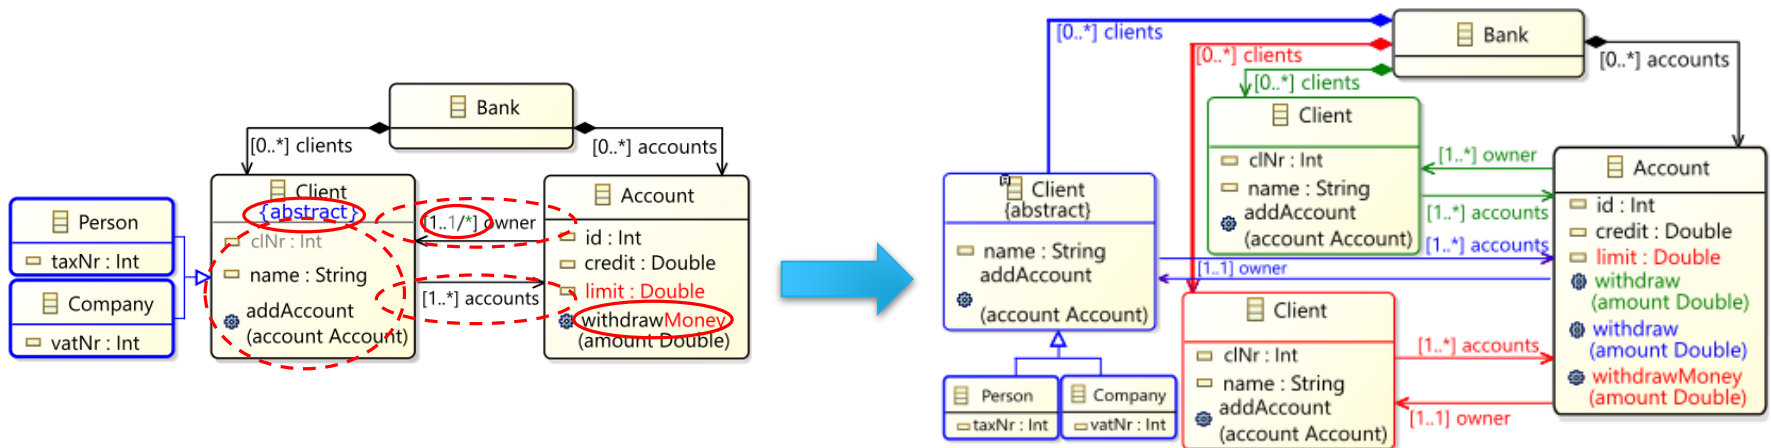 Bank
[0..*] clients
[0..*] accounts
Person
taxNr : Int
Company
vatNr : Int
Client
{abstract}
clNr : Int
name : String
addAccount
(account Account)
[1..1/*] owner
[1..*] accounts
Account
id : Int
credit : Double
limit : Double
withdrawMoney
(amount Double)
Bank
[0..*] clients
[0..*] clients
[0..*] clients
[0..*] accounts
Client
clNr : Int
name : String
addAccount
(account Account)
[1..*] owner
[1..*] accounts
Client
{abstract}
name : String
addAccount
(account Account)
[1..*] accounts
[1..1] owner
Person
taxNr : Int
Company
vatNr : Int
Client
clNr : Int
name : String
addAccount
(account Account)
[1..*] accounts
[1..1] owner
Account
id : Int
credit : Double
limit : Double
withdraw
(amount Double)
withdraw
(amount Double)
withdrawMoney
(amount Double)